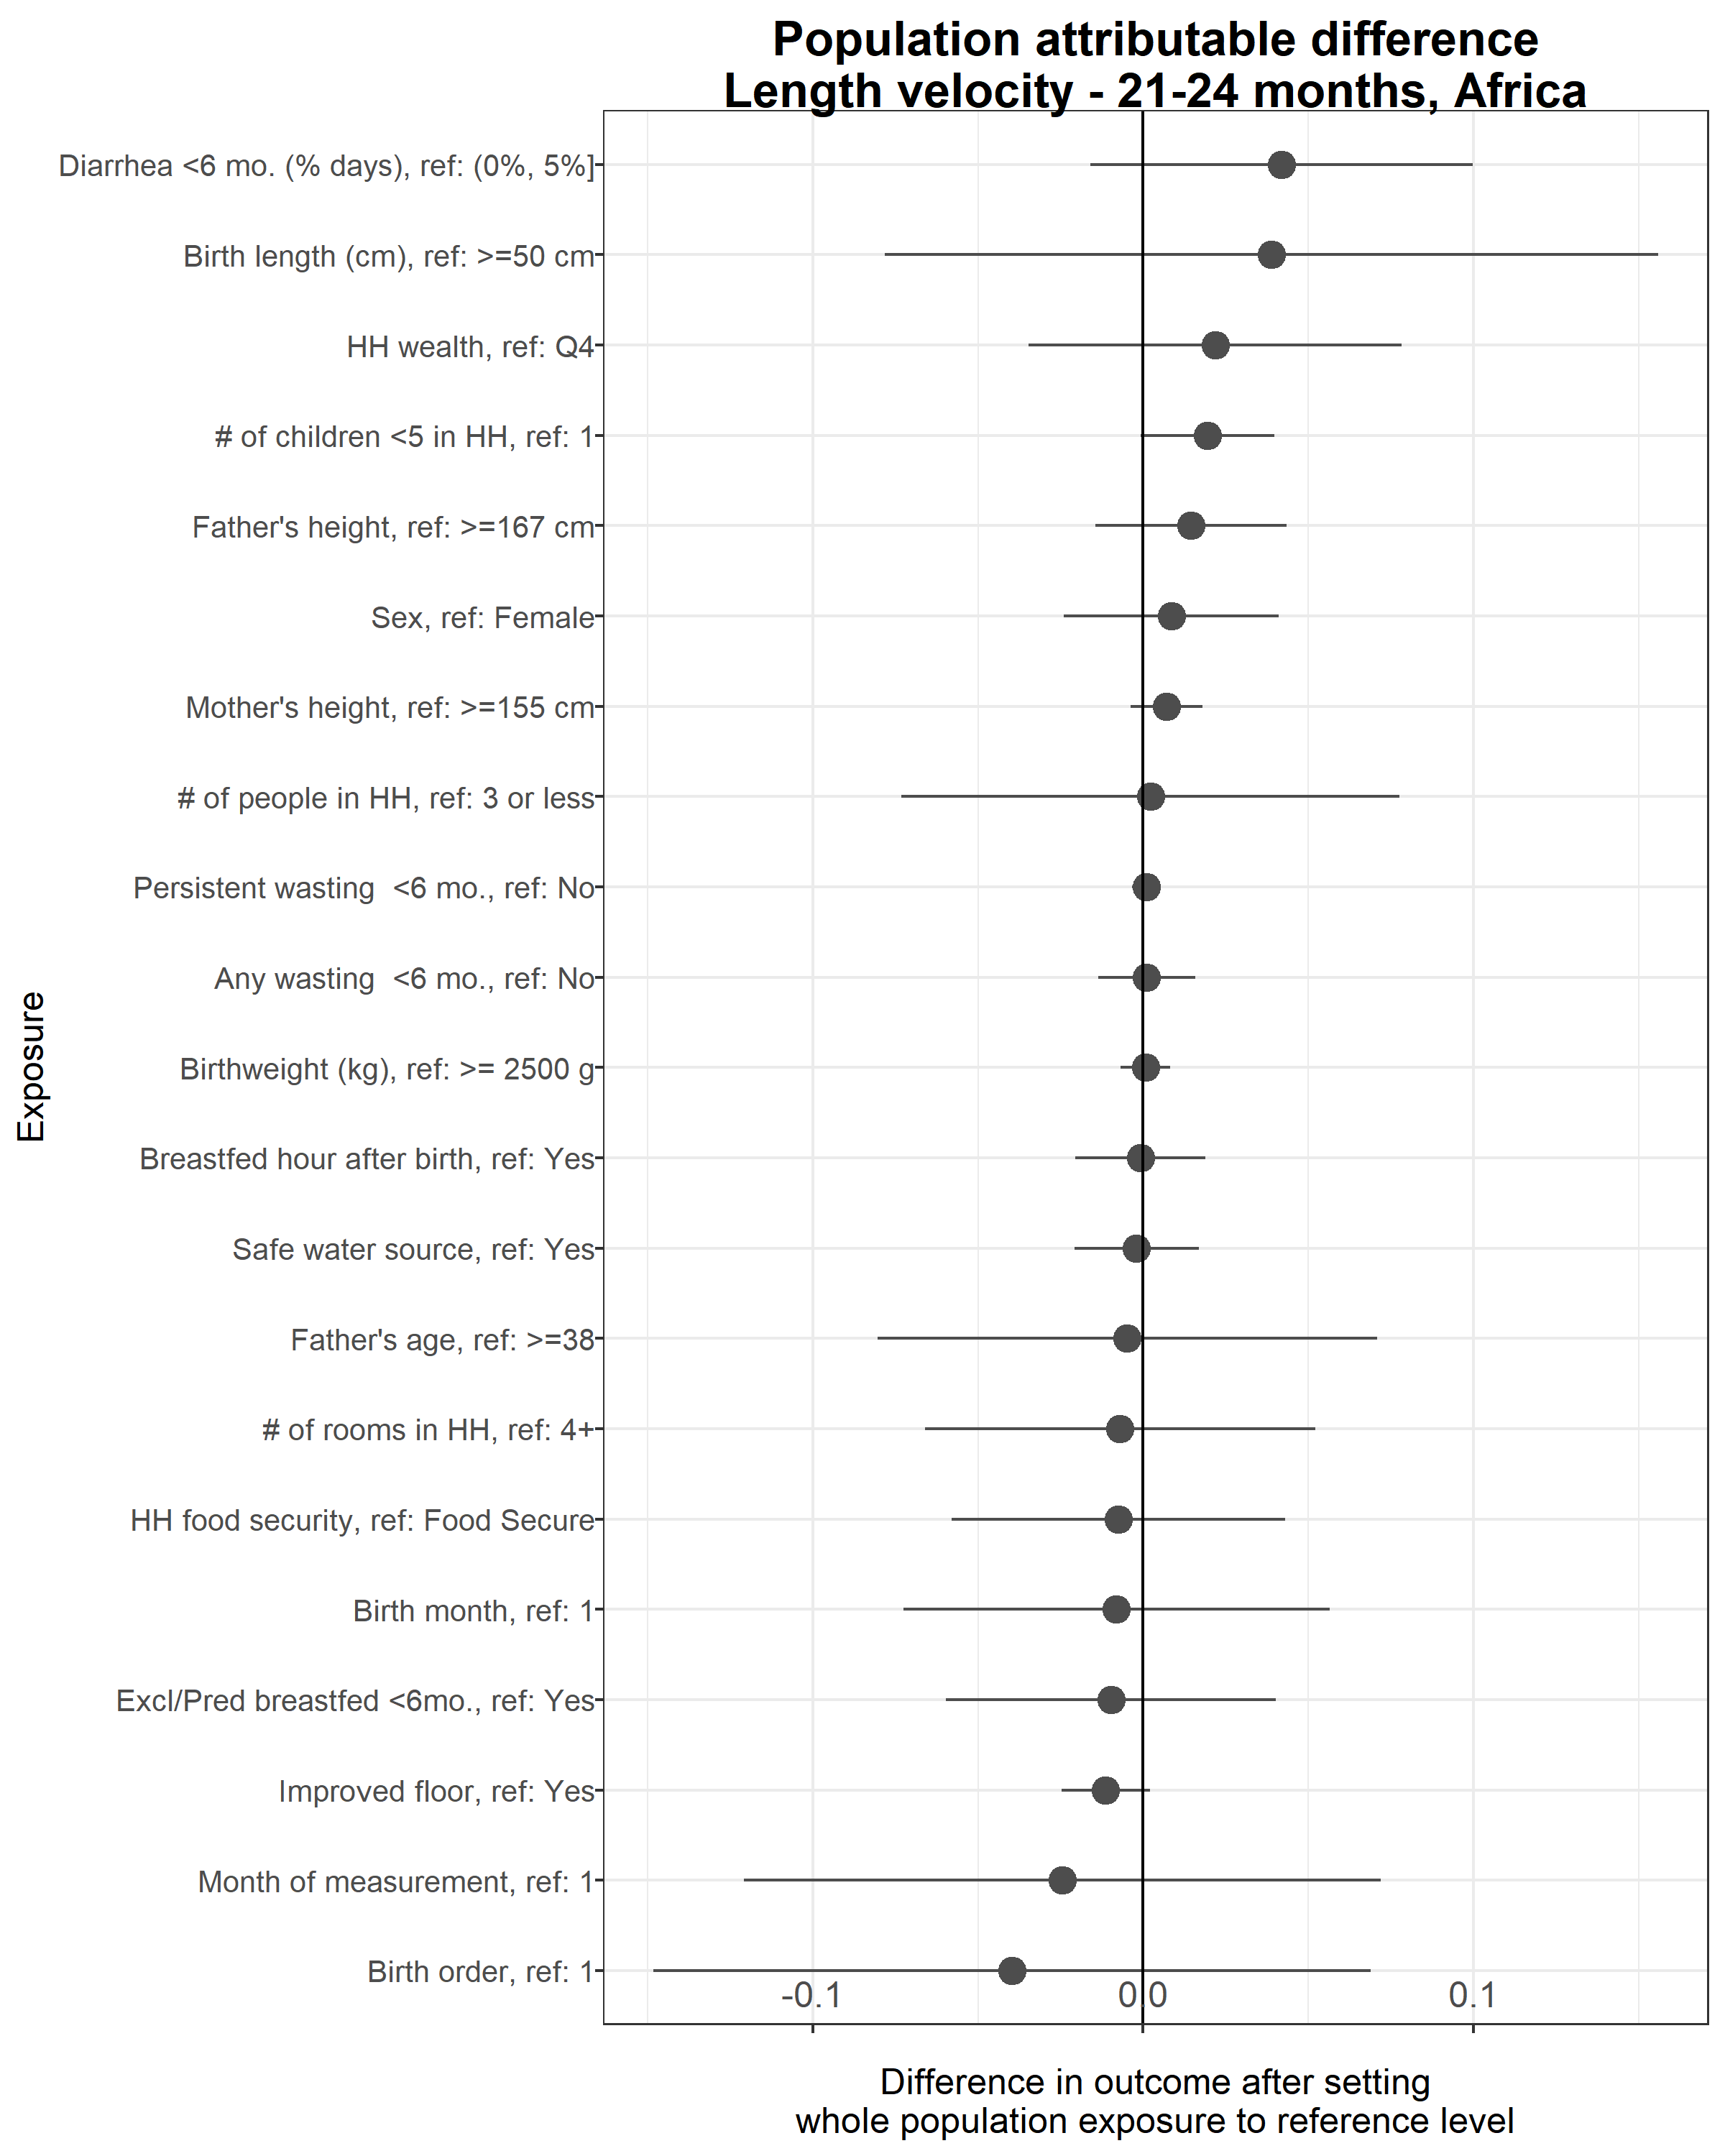 Population attributable difference
Length velocity - 21-24 months, Africa
Diarrhea <6 mo. (% days), ref: (0%, 5%]
Birth length (cm), ref: >=50 cm
HH wealth, ref: Q4
# of children <5 in HH, ref: 1
Father's height, ref: >=167 cm
Sex, ref: Female
Mother's height, ref: >=155 cm
# of people in HH, ref: 3 or less
Persistent wasting  <6 mo., ref: No
Any wasting  <6 mo., ref: No
Birthweight (kg), ref: >= 2500 g
Breastfed hour after birth, ref: Yes
Safe water source, ref: Yes
Father's age, ref: >=38
# of rooms in HH, ref: 4+
HH food security, ref: Food Secure
Birth month, ref: 1
Excl/Pred breastfed <6mo., ref: Yes
Improved floor, ref: Yes
Month of measurement, ref: 1
Birth order, ref: 1
Exposure
-0.1 0.0 0.1
Difference in outcome after setting
whole population exposure to reference level